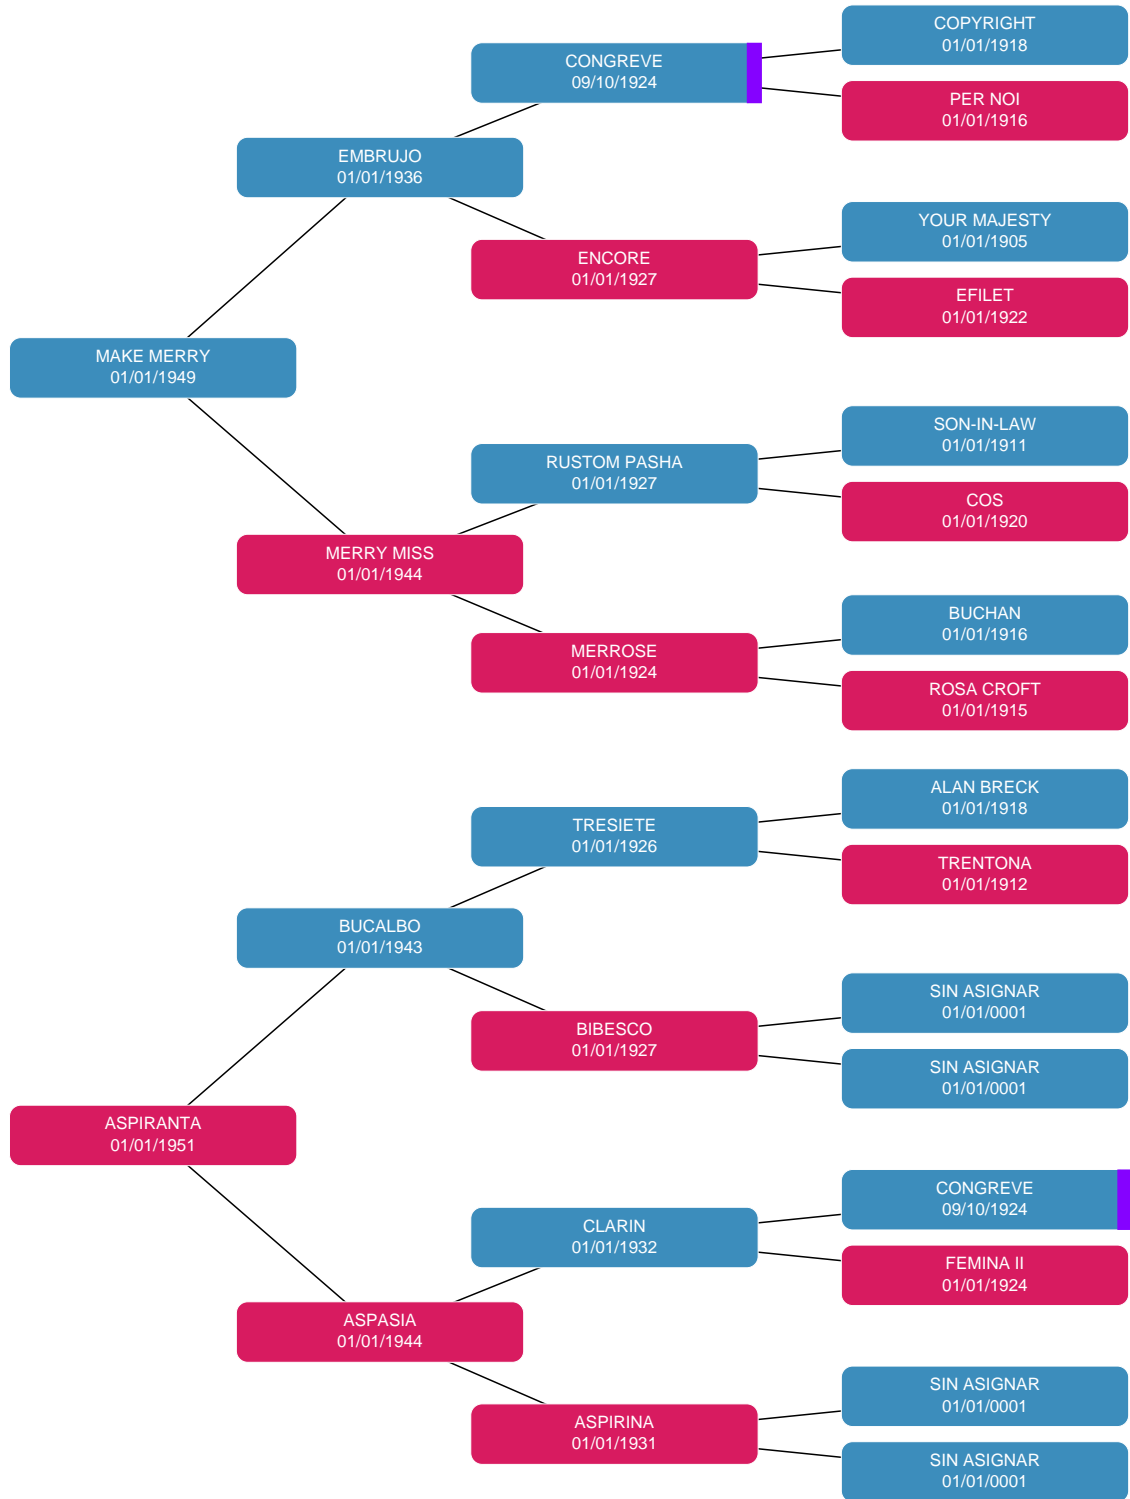 COPYRIGHT
01/01/1918
CONGREVE
09/10/1924
PER NOI
01/01/1916
EMBRUJO
01/01/1936
YOUR MAJESTY
01/01/1905
ENCORE
01/01/1927
EFILET
01/01/1922
MAKE MERRY
01/01/1949
SON-IN-LAW
01/01/1911
RUSTOM PASHA
01/01/1927
COS
01/01/1920
MERRY MISS
01/01/1944
BUCHAN
01/01/1916
MERROSE
01/01/1924
ROSA CROFT
01/01/1915
ALAN BRECK
01/01/1918
TRESIETE
01/01/1926
TRENTONA
01/01/1912
BUCALBO
01/01/1943
SIN ASIGNAR
01/01/0001
BIBESCO
01/01/1927
SIN ASIGNAR
01/01/0001
ASPIRANTA
01/01/1951
CONGREVE
09/10/1924
CLARIN
01/01/1932
FEMINA II
01/01/1924
ASPASIA
01/01/1944
SIN ASIGNAR
01/01/0001
ASPIRINA
01/01/1931
SIN ASIGNAR
01/01/0001